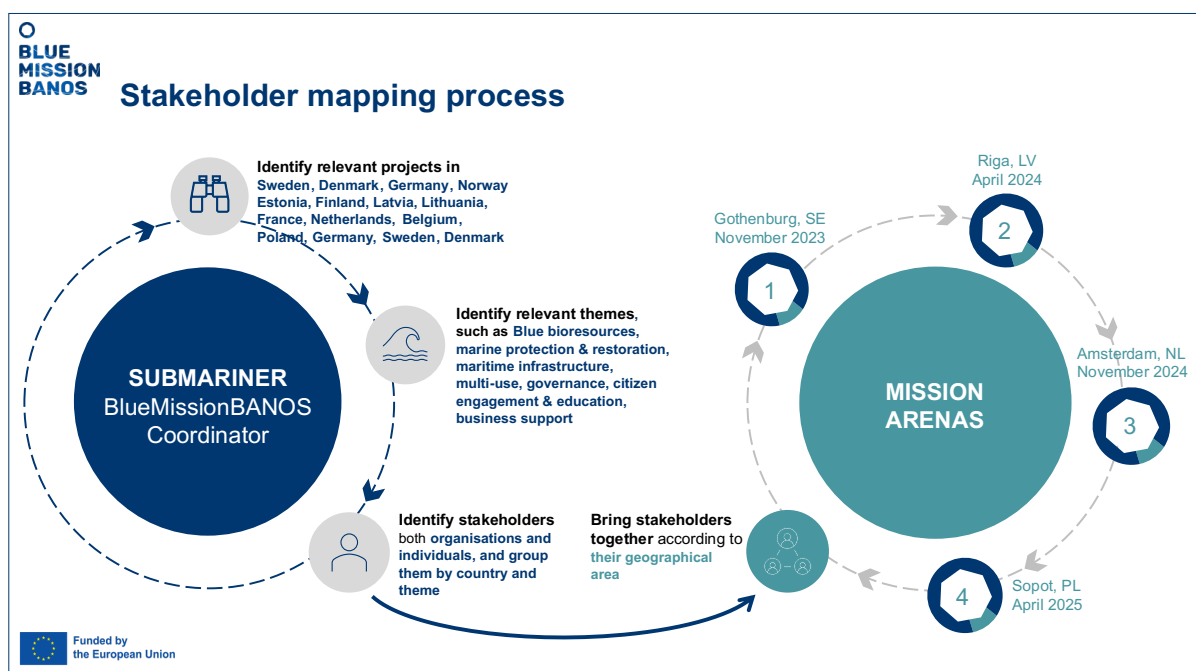 BLUE
MISSION
BANOS
Stakeholder mapping process
Identify relevant projects in
Sweden, Denmark, Germany, Norway
Estonia, Finland, Latvia, Lithuania,
France, Netherlands, Belgium,
Poland, Germany, Sweden, Denmark
Identify relevant themes,
such as Blue bioresources,
marine protection & restoration,
maritime infrastructure,
multi-use, governance, citizen
engagement & education,
business support
SUBMARINER
BlueMissionBANOS
Coordinator
Identify stakeholders
both organisations and
individuals, and group
them by country and
theme
Bring stakeholders
together according to
their geographical
area
MISSION
ARENAS
Gothenburg, SE
November 2023
1
Riga, LV
April 2024
2
Amsterdam, NL
November 2024
3
Sopot, PL
April 2025
4
Funded by
the European Union